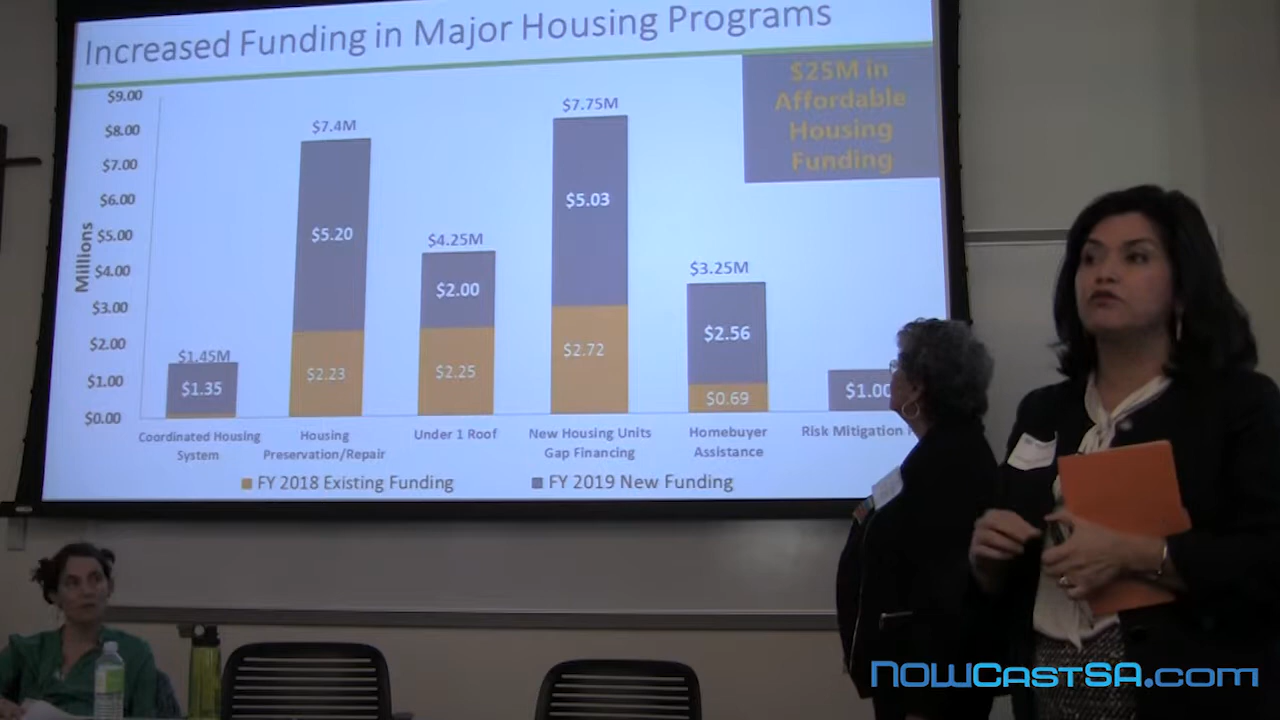 Increased Funding in Major Housing Programs
$25M in
Affordable
Housing
Funding
Millions
$9.00
$8.00
$7.00
$6.00
$5.00
$4.00
$3.00
$2.00
$1.00
$0.00
$1.45M
$1.35
$7.4M
$5.20
$2.23
$4.25M
$2.00
$2.25
$7.75M
$5.03
$2.72
$3.25M
$2.56
$0.69
$1.00
Coordinated Housing
System
Housing
Preservation/Repair
Under 1 Roof
New Housing Units
Gap Financing
Homebuyer
Assistance
Risk Mitigation
FY 2018 Existing Funding
FY 2019 New Funding
NOWCastSA.com